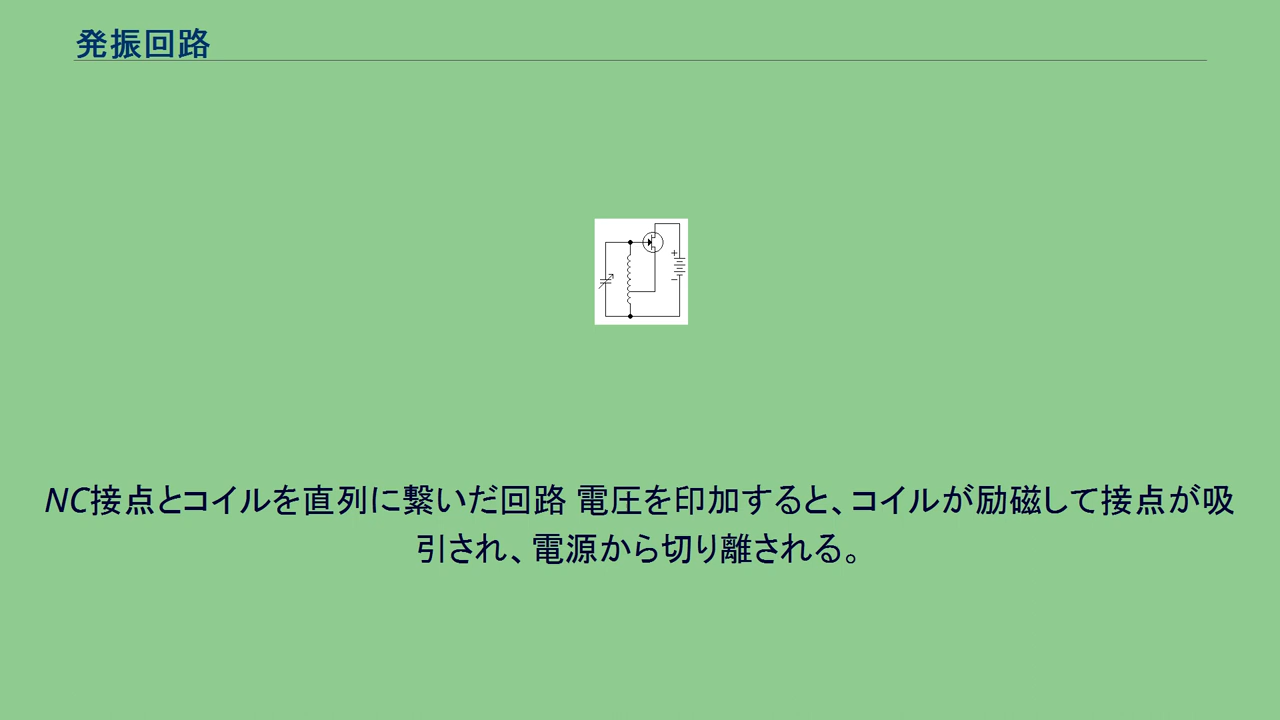 発振回路
NC接点とコイルを直列に繋いだ回路 電圧を印加すると、コイルが励磁して接点が吸
引され、電源から切り離される。